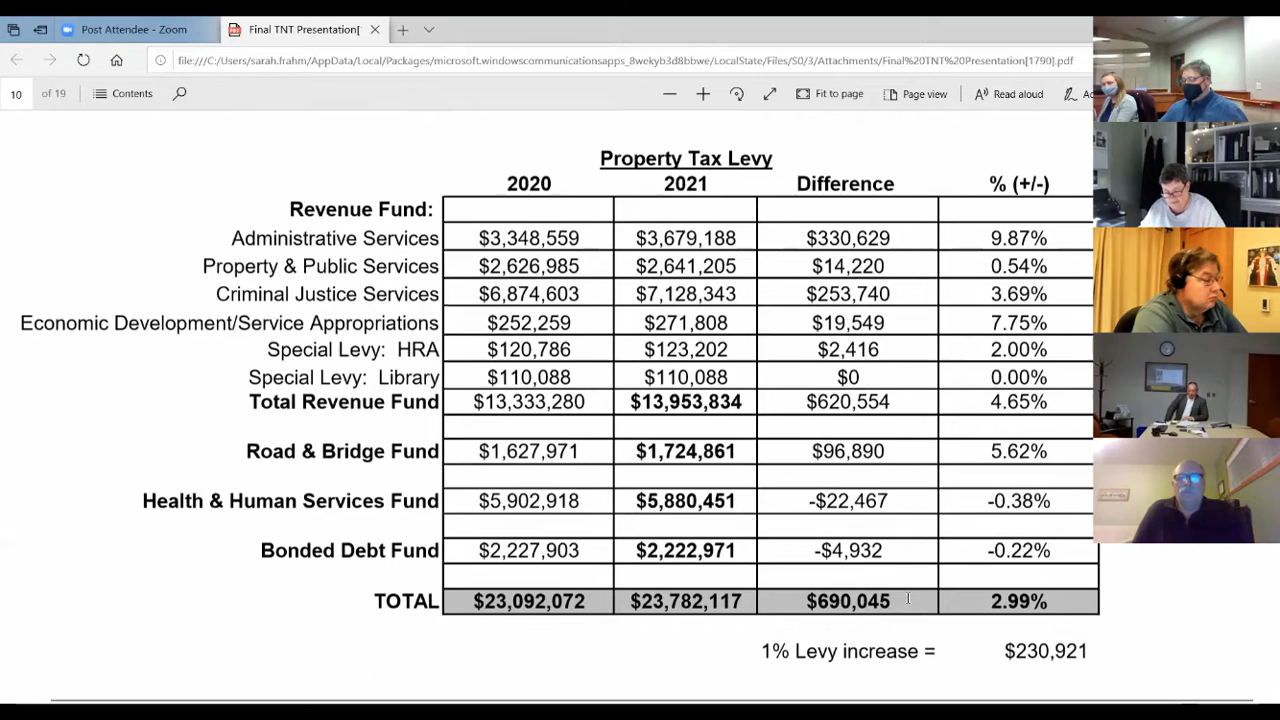 Post Attendee - Zoom
Final TNT Presentation[
file:///C:/Users/sarah.frahm/AppData/Local/Packages/microsoft.windowscommunicationsapps_8wekyb3d8bbwe/LocalState/Files/S0/3/Attachments/Final%20TNT%20Presentation[1790].pdf
10 of 19 Contents Fit to page Page view Read aloud
Property Tax Levy
2020 2021 Difference % (+/-)
Revenue Fund:
Administrative Services $3,348,559 $3,679,188 $330,629 9.87%
Property & Public Services $2,626,985 $2,641,205 $14,220 0.54%
Criminal Justice Services $6,874,603 $7,128,343 $253,740 3.69%
Economic Development/Service Appropriations $252,259 $271,808 $19,549 7.75%
Special Levy: HRA $120,786 $123,202 $2,416 2.00%
Special Levy: Library $110,088 $110,088 $0 0.00%
Total Revenue Fund $13,333,280 $13,953,834 $620,554 4.65%
Road & Bridge Fund $1,627,971 $1,724,861 $96,890 5.62%
Health & Human Services Fund $5,902,918 $5,880,451 -$22,467 -0.38%
Bonded Debt Fund $2,227,903 $2,222,971 -$4,932 -0.22%
TOTAL $23,092,072 $23,782,117 $690,045 2.99%
1% Levy increase = $230,921